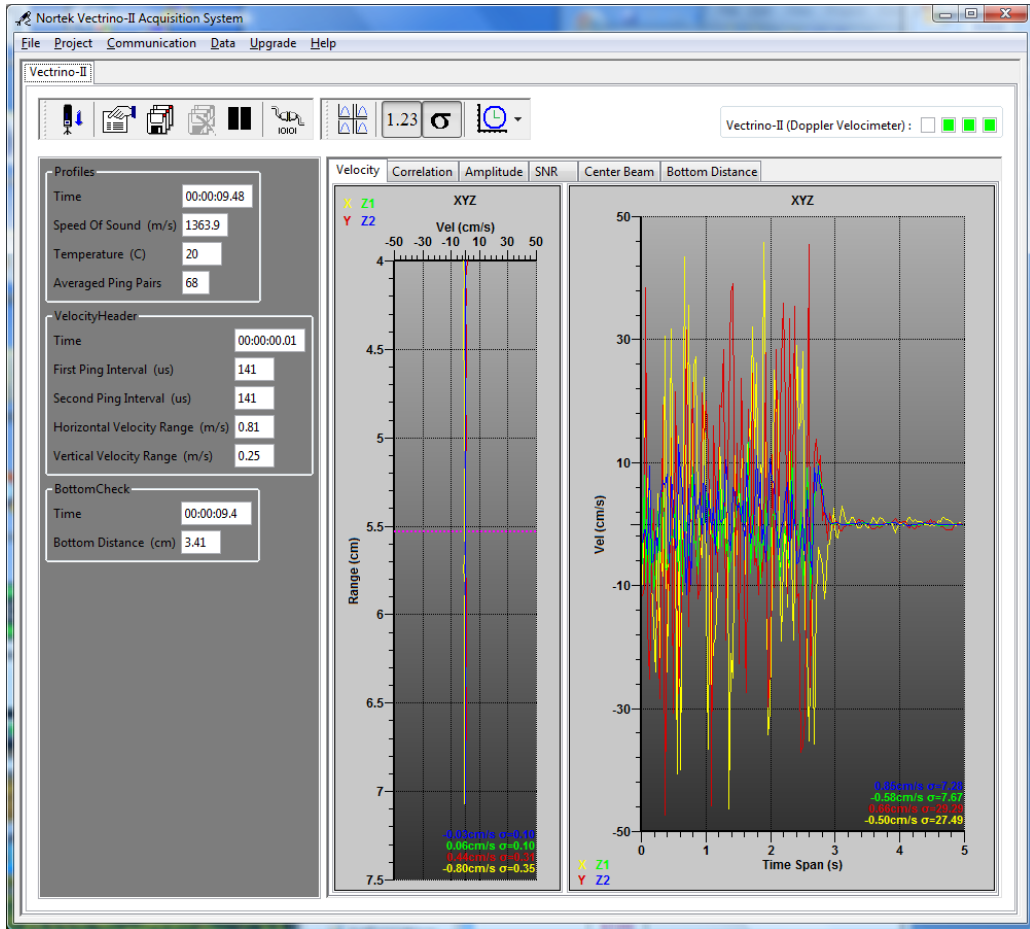 Nortek Vectrino-II Acquisition System
File Project Communication Data Upgrade Help
Vectrino-II
1.23 σ
IOIOI
Vectrino-II (Doppler Velocimeter) :
Profiles
Time 00:00:09.48
Speed Of Sound (m/s) 1363.9
Temperature (C) 20
Averaged Ping Pairs 68
VelocityHeader
Time 00:00:00.01
First Ping Interval (us) 141
Second Ping Interval (us) 141
Horizontal Velocity Range (m/s) 0.81
Vertical Velocity Range (m/s) 0.25
BottomCheck
Time 00:00:09.4
Bottom Distance (cm) 3.41
Velocity Correlation Amplitude SNR Center Beam Bottom Distance
X Z1
Y Z2
XYZ
Vel (cm/s)
-50 -30 -10 10 30 50
4
4.5
5
5.5
6
6.5
7
7.5
Range (cm)
-0.03cm/s σ=0.10
0.06cm/s σ=0.10
0.44cm/s σ=0.31
-0.80cm/s σ=0.35
XYZ
50
30
10
-10
-30
-50
Vel (cm/s)
0.85cm/s σ=7.28
-0.58cm/s σ=7.67
σ=29.29
-0.50cm/s σ=27.49
0 1 2 3 4 5
Time Span (s)
X Z1
Y Z2